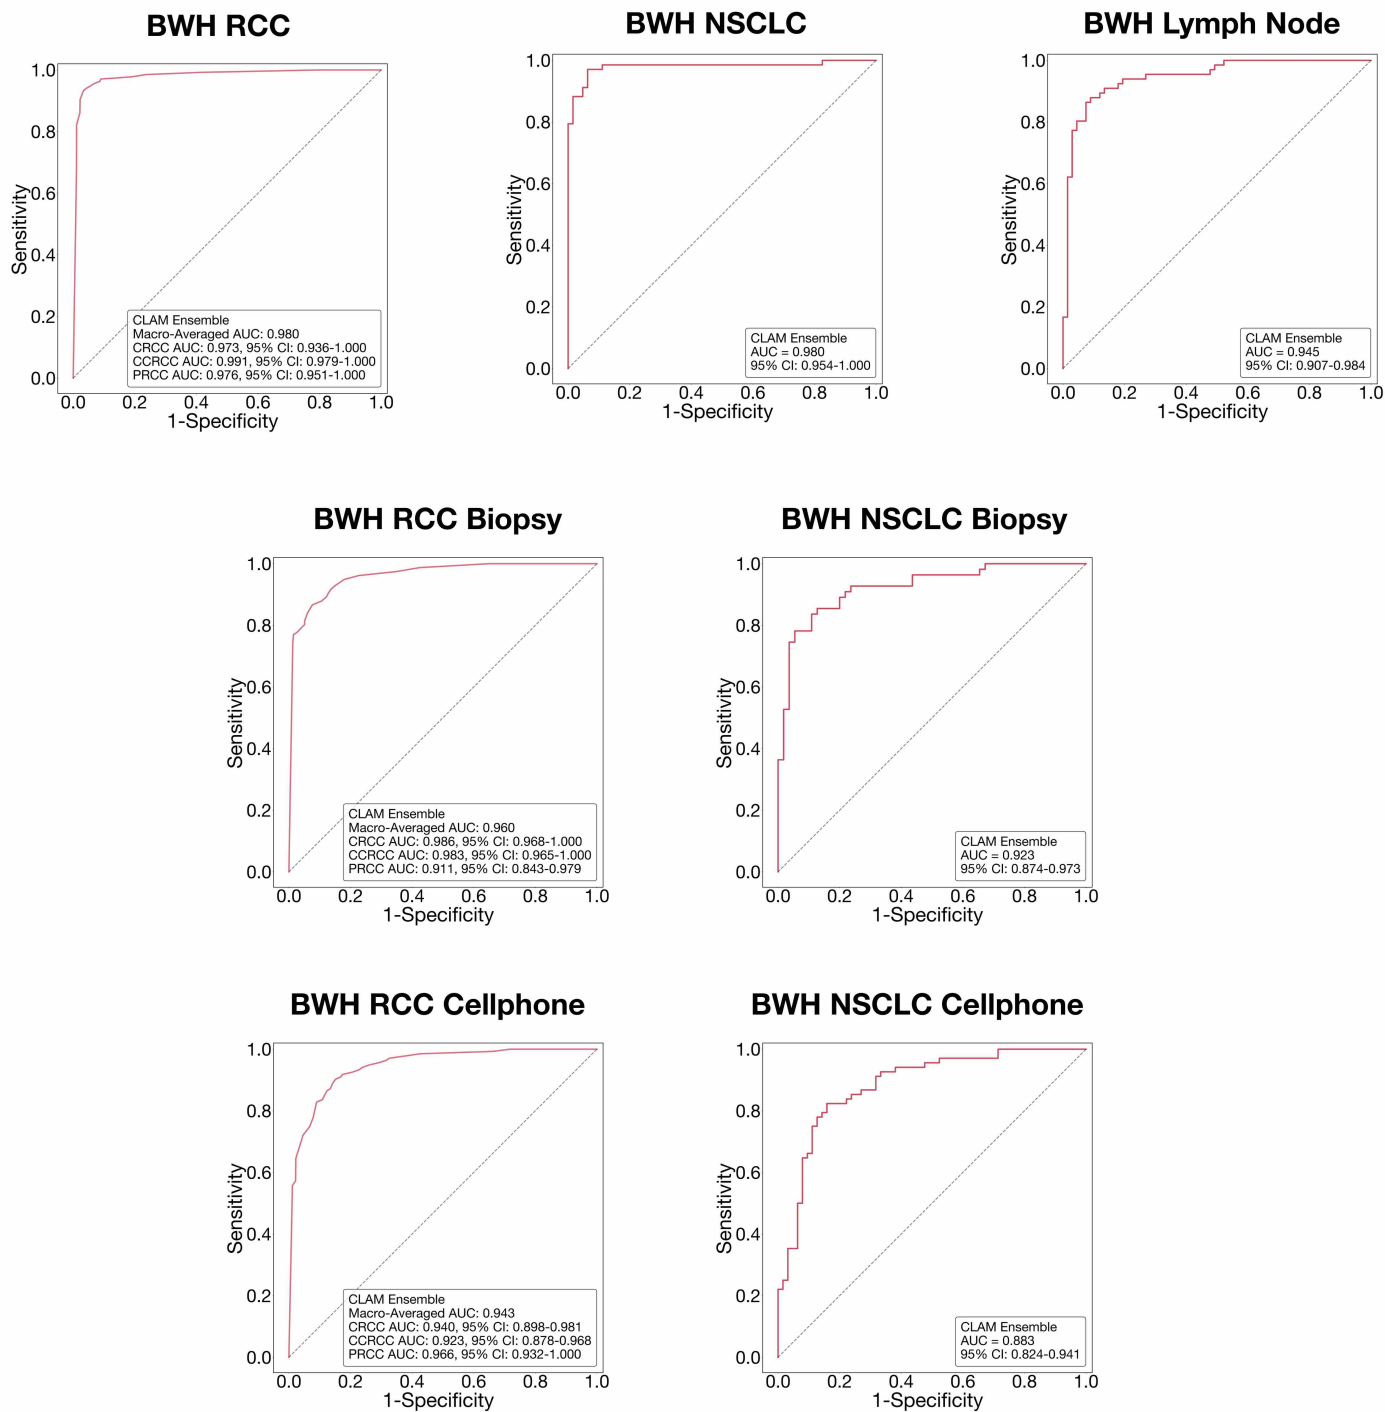 BWH RCC
1.0
0.8
0.6
0.4
0.2
0.0
Sensitivity
CLAM Ensemble
Macro-Averaged AUC: 0.980
CRCC AUC: 0.973, 95% CI: 0.936-1.000
CCRCC AUC: 0.991, 95% CI: 0.979-1.000
PRCC AUC: 0.976, 95% CI: 0.951-1.000
0.0 0.2 0.4 0.6 0.8 1.0
1-Specificity
BWH NSCLC
1.0
0.8
0.6
0.4
0.2
0.0
Sensitivity
CLAM Ensemble
AUC = 0.980
95% CI: 0.954-1.000
0.0 0.2 0.4 0.6 0.8 1.0
1-Specificity
BWH Lymph Node
1.0
0.8
0.6
0.4
0.2
0.0
Sensitivity
CLAM Ensemble
AUC = 0.945
95% CI: 0.907-0.984
0.0 0.2 0.4 0.6 0.8 1.0
1-Specificity
BWH RCC Biopsy
1.0
0.8
0.6
0.4
0.2
0.0
Sensitivity
CLAM Ensemble
Macro-Averaged AUC: 0.960
CRCC AUC: 0.986, 95% CI: 0.968-1.000
CCRCC AUC: 0.983, 95% CI: 0.965-1.000
PRCC AUC: 0.911, 95% CI: 0.843-0.979
0.0 0.2 0.4 0.6 0.8 1.0
1-Specificity
BWH NSCLC Biopsy
1.0
0.8
0.6
0.4
0.2
0.0
Sensitivity
CLAM Ensemble
AUC = 0.923
95% CI: 0.874-0.973
0.0 0.2 0.4 0.6 0.8 1.0
1-Specificity
BWH RCC Cellphone
1.0
0.8
0.6
0.4
0.2
0.0
Sensitivity
CLAM Ensemble
Macro-Averaged AUC: 0.943
CRCC AUC: 0.940, 95% CI: 0.898-0.981
CCRCC AUC: 0.923, 95% CI: 0.878-0.968
PRCC AUC: 0.966, 95% CI: 0.932-1.000
0.0 0.2 0.4 0.6 0.8 1.0
1-Specificity
BWH NSCLC Cellphone
1.0
0.8
0.6
0.4
0.2
0.0
Sensitivity
CLAM Ensemble
AUC = 0.883
95% CI: 0.824-0.941
0.0 0.2 0.4 0.6 0.8 1.0
1-Specificity